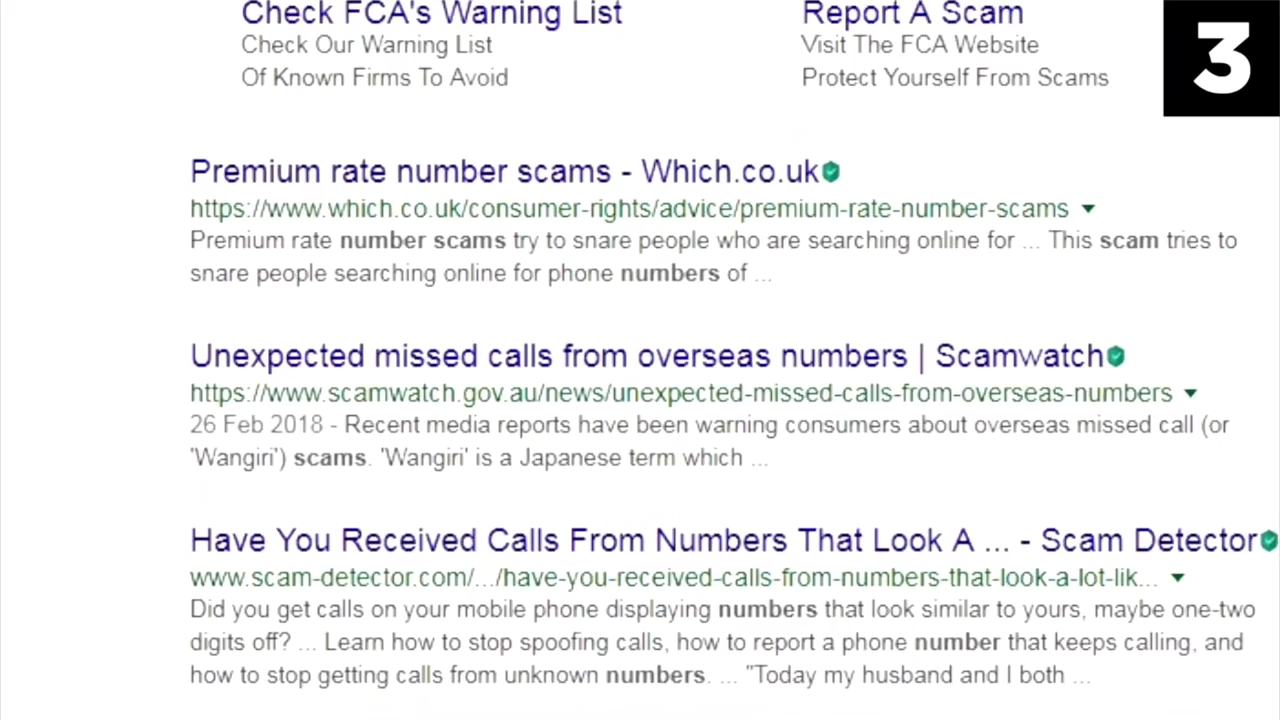 Check FCA's Warning List
Check Our Warning List
Of Known Firms To Avoid
Report A Scam
Visit The FCA Website
Protect Yourself From Scams
3
Premium rate number scams - Which.co.uk
https://www.which.co.uk/consumer-rights/advice/premium-rate-number-scams
Premium rate number scams try to snare people who are searching online for ... This scam tries to
snare people searching online for phone numbers of ...
Unexpected missed calls from overseas numbers | Scamwatch
https://www.scamwatch.gov.au/news/unexpected-missed-calls-from-overseas-numbers
26 Feb 2018 - Recent media reports have been warning consumers about overseas missed call (or
'Wangiri') scams. 'Wangiri' is a Japanese term which ...
Have You Received Calls From Numbers That Look A ... - Scam Detector
www.scam-detector.com/.../have-you-received-calls-from-numbers-that-look-a-lot-lik...
Did you get calls on your mobile phone displaying numbers that look similar to yours, maybe one-two
digits off? ... Learn how to stop spoofing calls, how to report a phone number that keeps calling, and
how to stop getting calls from unknown numbers. ... "Today my husband and I both ...